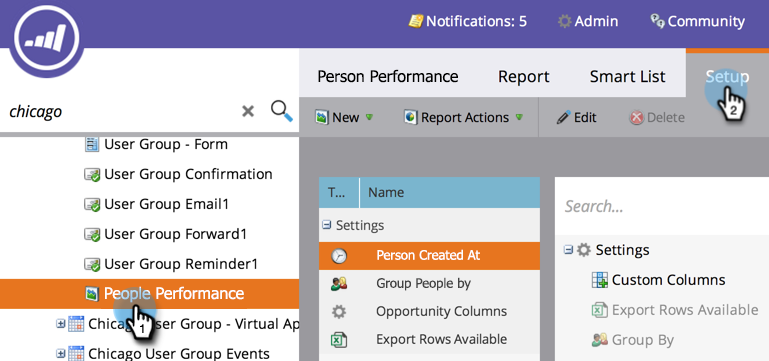 Notifications: 5 Admin Community
Person Performance Report Smart List Setup
chicago
New Report Actions Edit Delete
User Group - Form
User Group Confirmation
User Group Email1
User Group Forward1
User Group Reminder1
People Performance
Chicago User Group - Virtual Ap
Chicago User Group Events
1
2
T... Name
Settings
Person Created At
Group People by
Opportunity Columns
Export Rows Available
Search...
Settings
Custom Columns
Export Rows Available
Group By